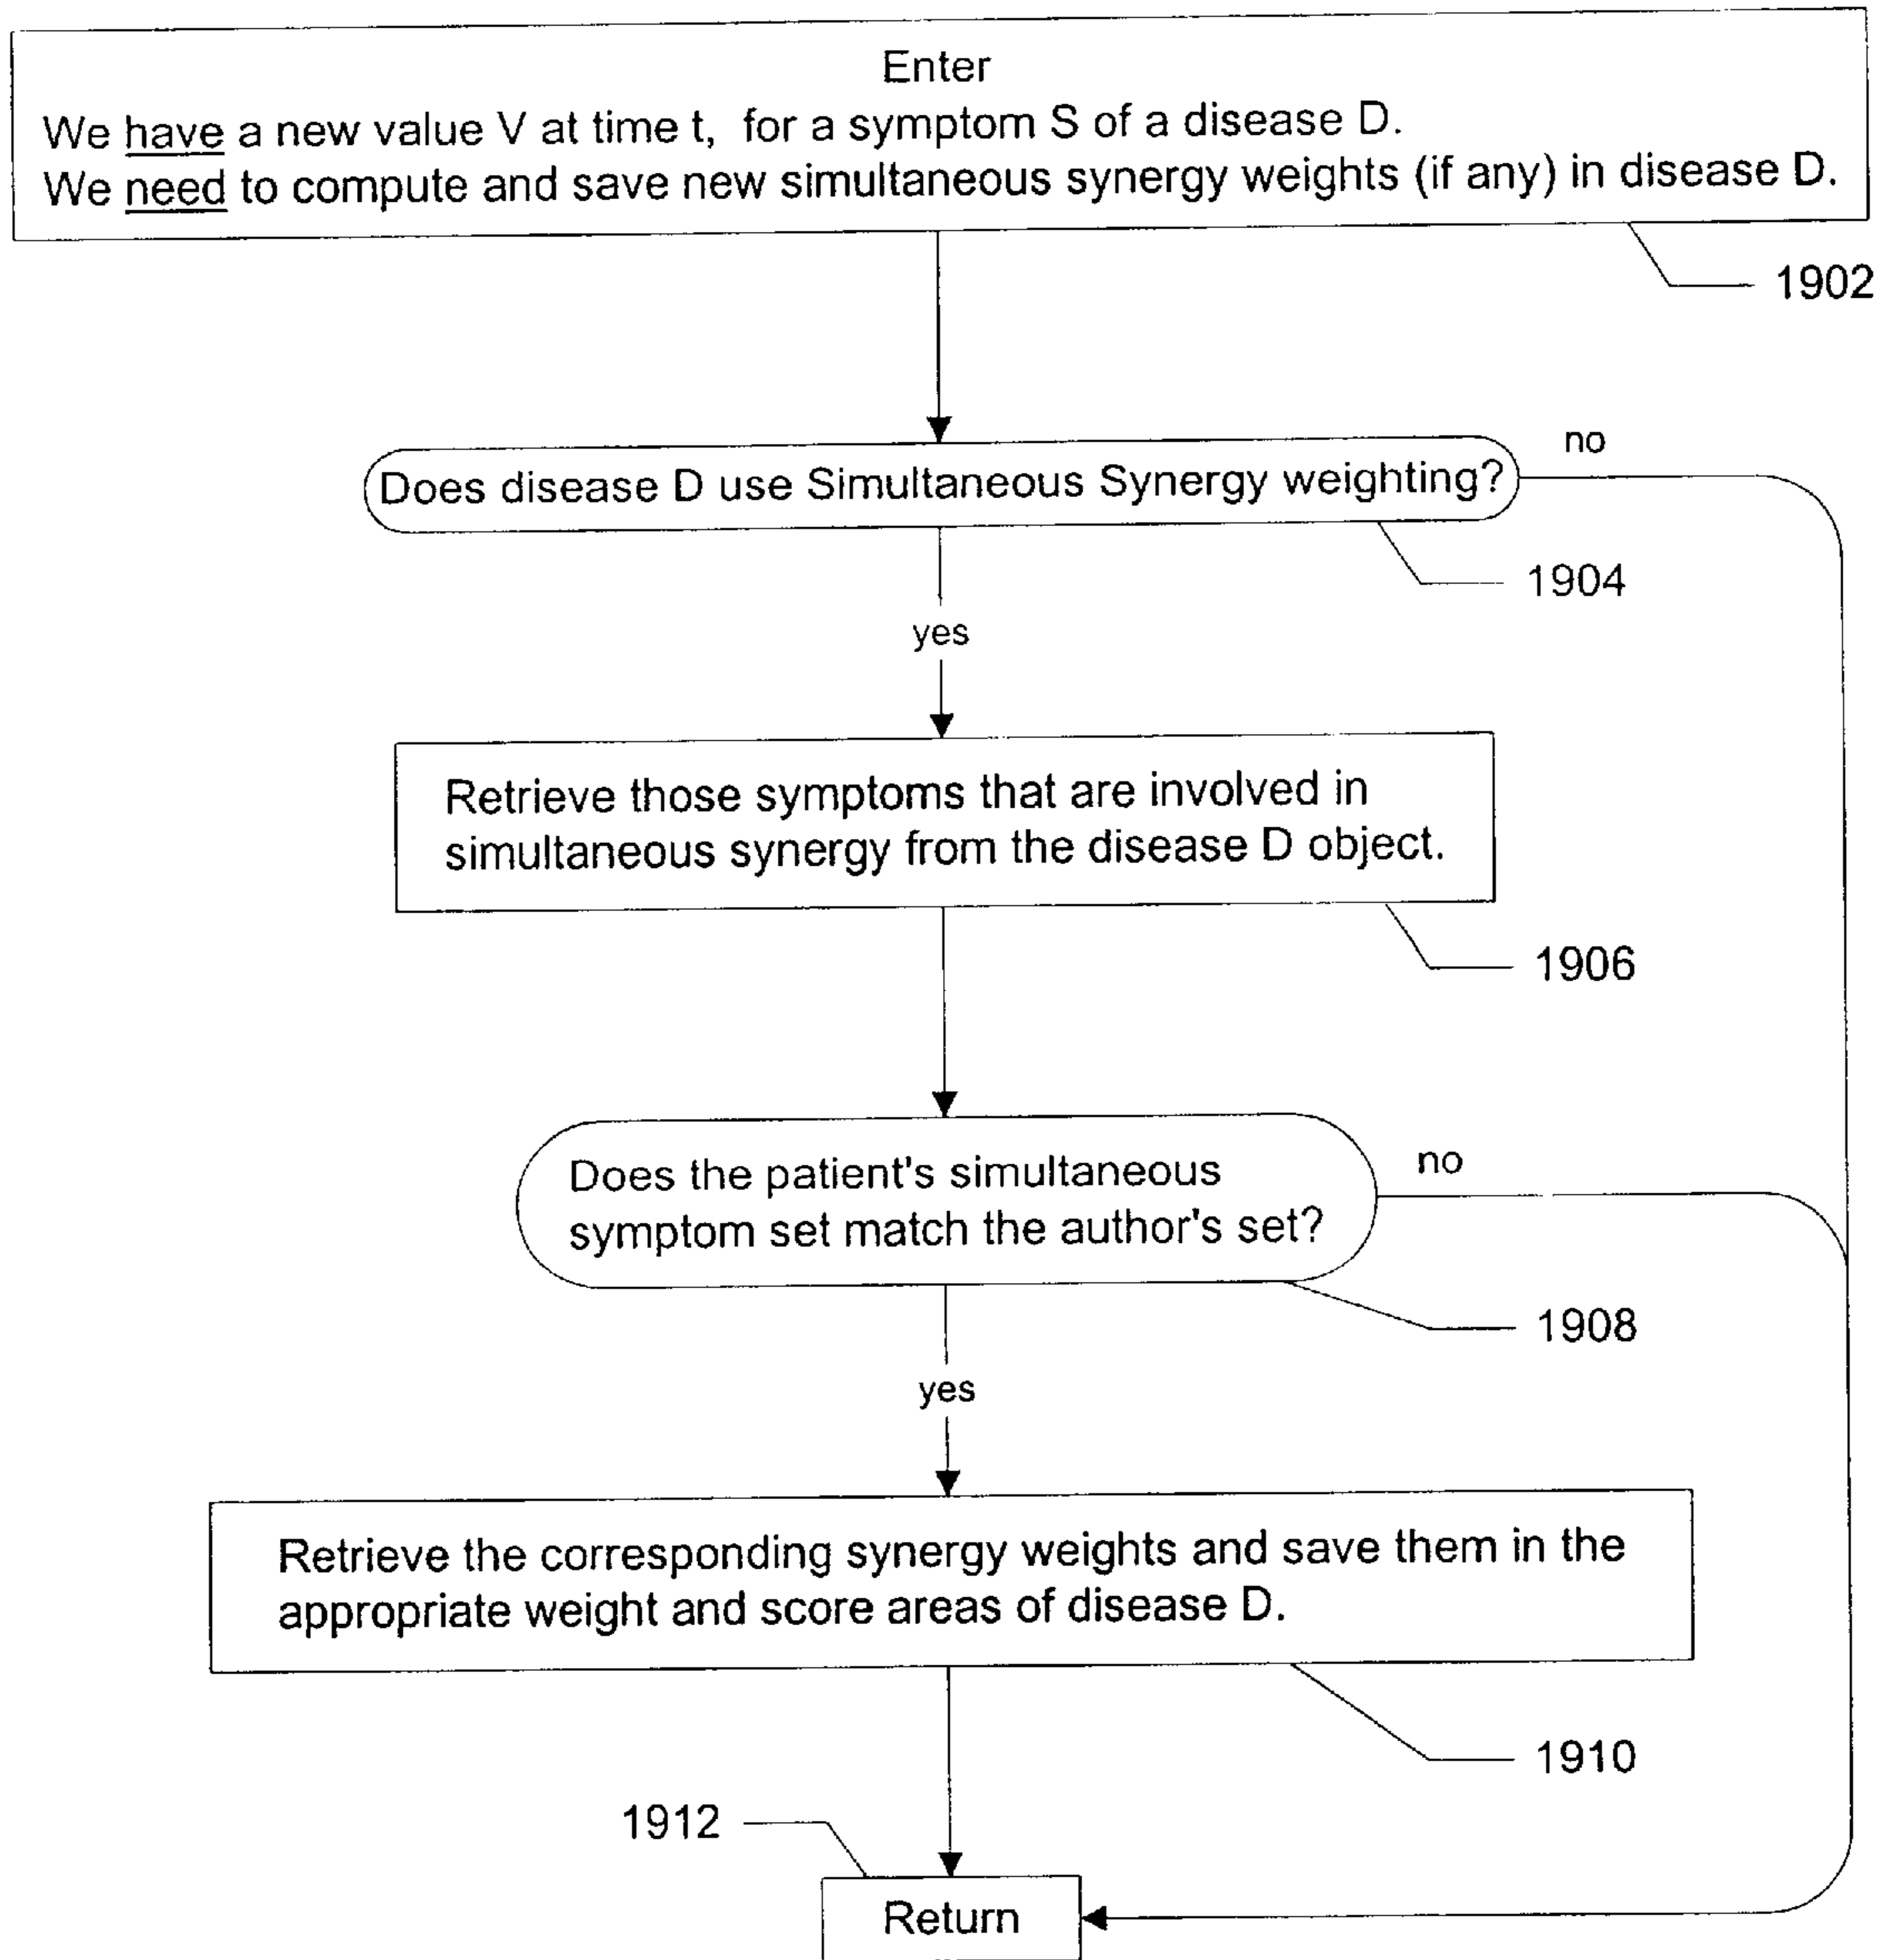 Enter
We have a new value V at time t, for a symptom S of a disease D.
We need to compute and save new simultaneous synergy weights (if any) in disease D.
1902
no
Does disease D use Simultaneous Synergy weighting?
1904
yes
Retrieve those symptoms that are involved in
simultaneous synergy from the disease D object.
1906
Does the patient's simultaneous
symptom set match the author's set?
no
1908
yes
Retrieve the corresponding synergy weights and save them in the
appropriate weight and score areas of disease D.
1910
1912
Return